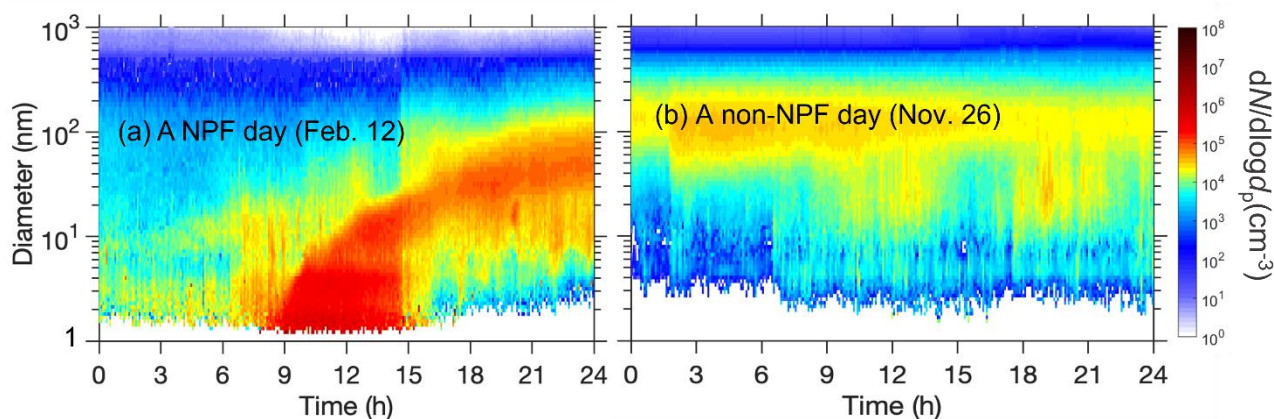 10³
10²
10¹
1
Diameter (nm)
(a) A NPF day (Feb. 12)
0 3 6 9 12 15 18 21 24
Time (h)
(b) A non-NPF day (Nov. 26)
0 3 6 9 12 15 18 21 24
Time (h)
10⁸
10⁷
10⁶
10⁵
10⁴
10³
10²
10¹
10⁰
dN/dlogdₚ (cm⁻³)